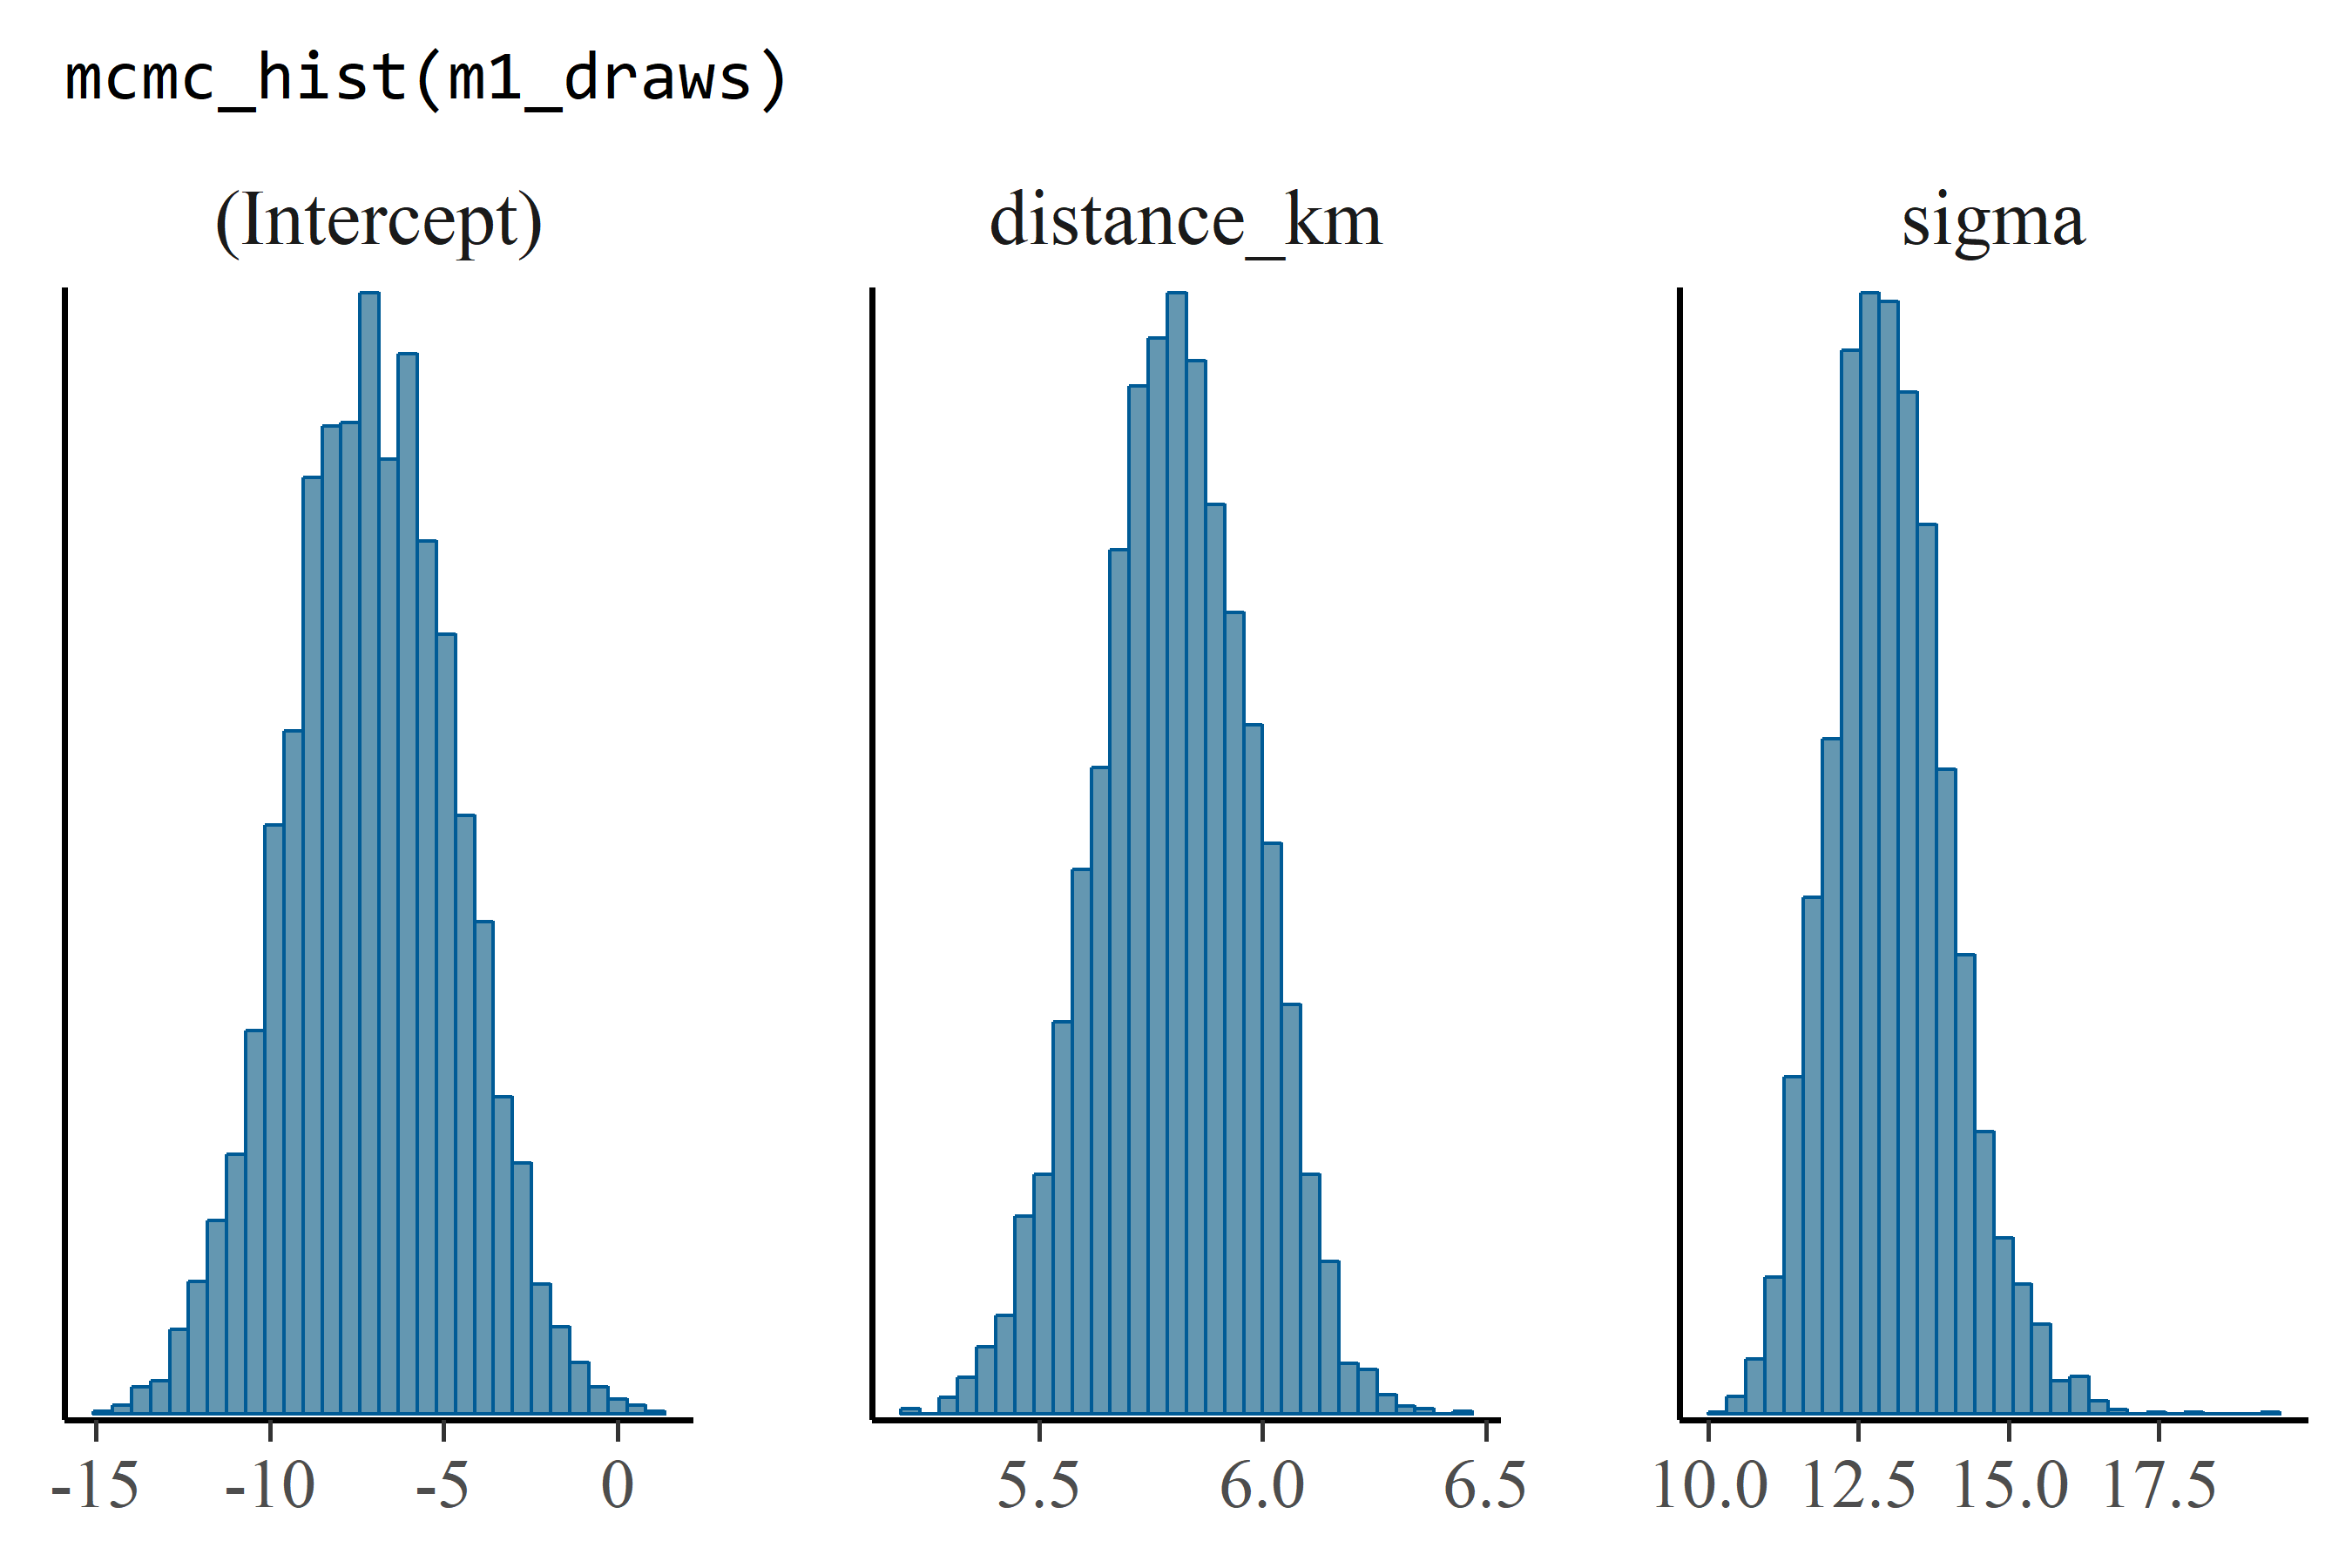 mcmc_hist(m1_draws)
(Intercept) distance_km sigma
-15 -10 -5 0 5.5 6.0 6.5 10.0 12.5 15.0 17.5